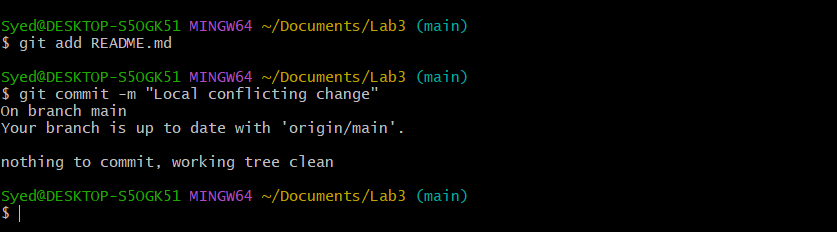 Syed@DESKTOP-S5OGK51 MINGW64 ~/Documents/Lab3 (main)
$ git add README.md
Syed@DESKTOP-S5OGK51 MINGW64 ~/Documents/Lab3 (main)
$ git commit -m "Local conflicting change"
On branch main
Your branch is up to date with 'origin/main'.
nothing to commit, working tree clean
Syed@DESKTOP-S5OGK51 MINGW64 ~/Documents/Lab3 (main)
$